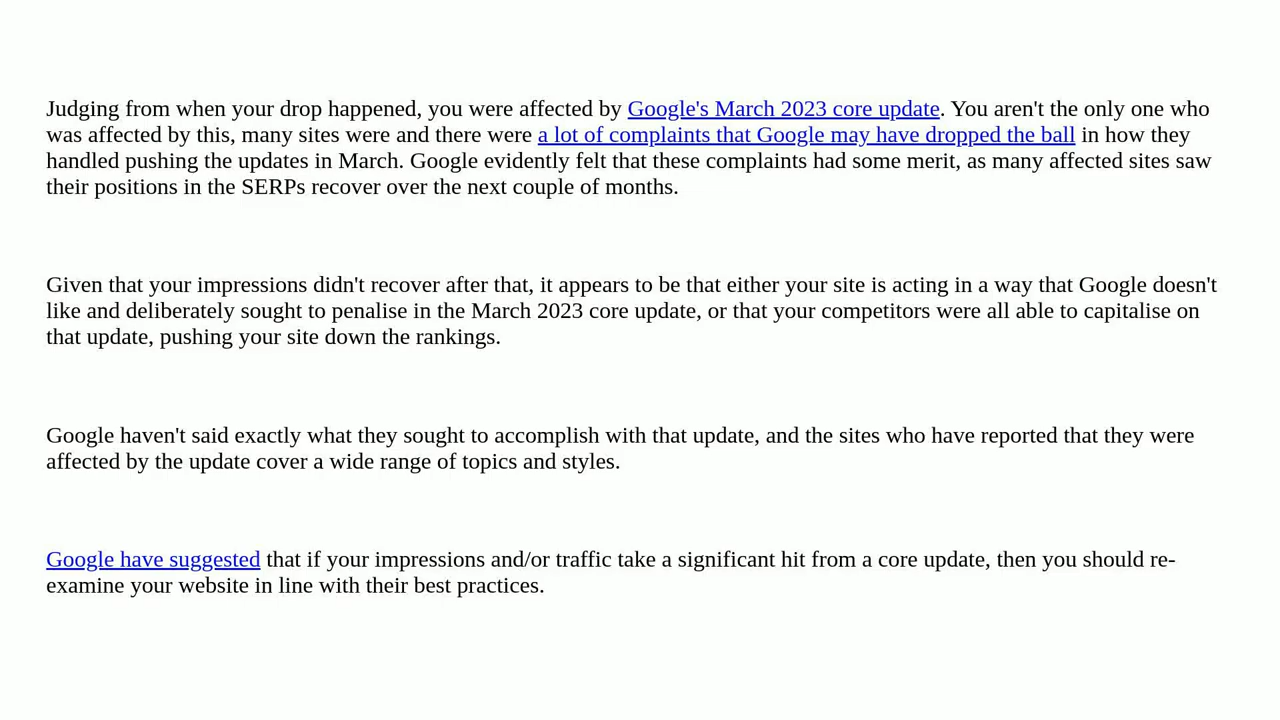 Judging from when your drop happened, you were affected by Google's March 2023 core update. You aren't the only one who
was affected by this, many sites were and there were a lot of complaints that Google may have dropped the ball in how they
handled pushing the updates in March. Google evidently felt that these complaints had some merit, as many affected sites saw
their positions in the SERPs recover over the next couple of months.
Given that your impressions didn't recover after that, it appears to be that either your site is acting in a way that Google doesn't
like and deliberately sought to penalise in the March 2023 core update, or that your competitors were all able to capitalise on
that update, pushing your site down the rankings.
Google haven't said exactly what they sought to accomplish with that update, and the sites who have reported that they were
affected by the update cover a wide range of topics and styles.
Google have suggested that if your impressions and/or traffic take a significant hit from a core update, then you should re-
examine your website in line with their best practices.